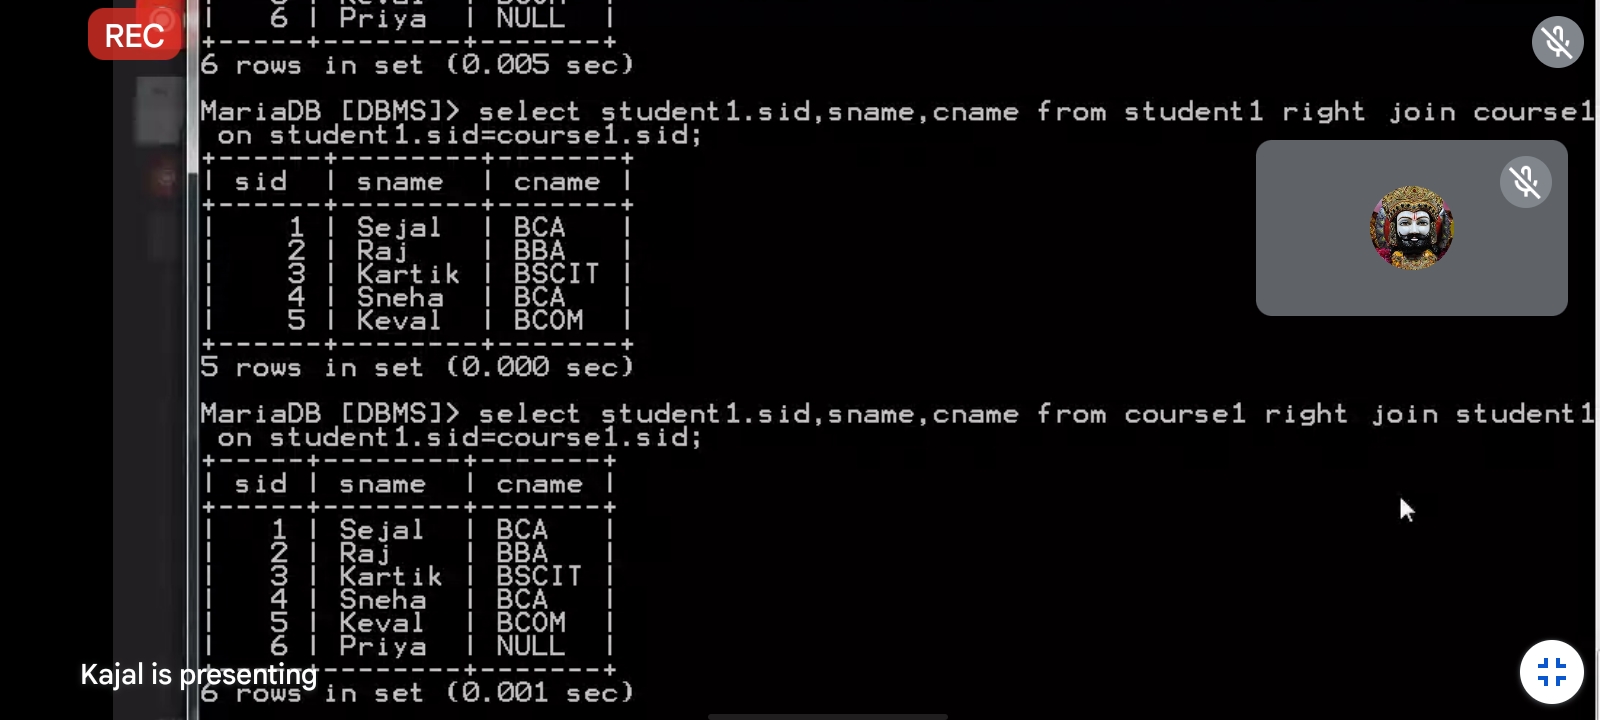 REC
| 6 | Priya | NULL |
+-----+--------+-------+
6 rows in set (0.005 sec)
MariaDB [DBMS]> select student1.sid,sname,cname from student1 right join course1
on student1.sid=course1.sid;
+------+--------+-------+
| sid | sname | cname |
+------+--------+-------+
| 1 | Sejal | BCA |
| 2 | Raj | BBA |
| 3 | Kartik | BSCIT |
| 4 | Sneha | BCA |
| 5 | Keval | BCOM |
+------+--------+-------+
5 rows in set (0.000 sec)
MariaDB [DBMS]> select student1.sid,sname,cname from course1 right join student1
on student1.sid=course1.sid;
+-----+--------+-------+
| sid | sname | cname |
+-----+--------+-------+
| 1 | Sejal | BCA |
| 2 | Raj | BBA |
| 3 | Kartik | BSCIT |
| 4 | Sneha | BCA |
| 5 | Keval | BCOM |
| 6 | Priya | NULL |
+-----+--------+-------+
Kajal is presenting
6 rows in set (0.001 sec)